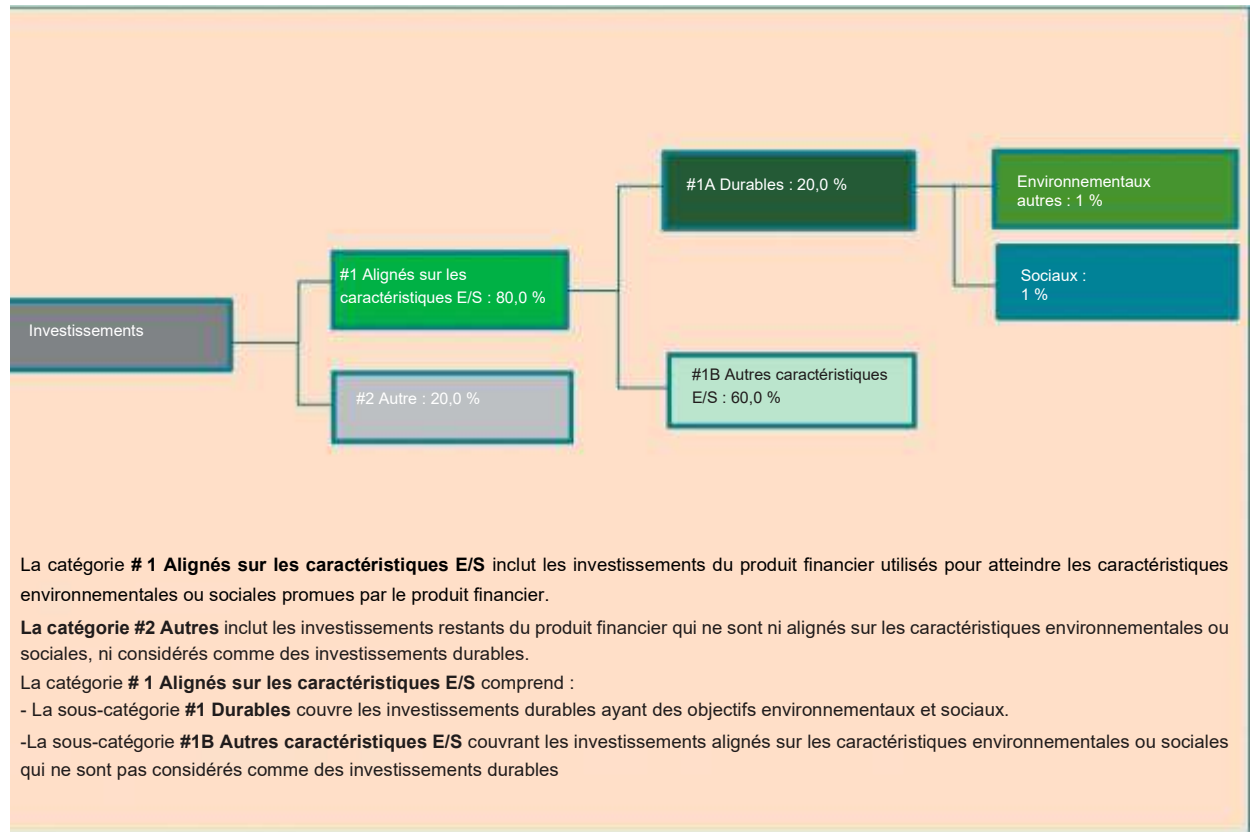 #1A Durables : 20,0 %
Environnementaux
autres : 1 %
#1 Alignés sur les
caractéristiques E/S : 80,0 %
Sociaux :
1 %
Investissements
#2 Autre : 20,0 %
#1B Autres caractéristiques
E/S : 60,0 %
La catégorie # 1 Alignés sur les caractéristiques E/S inclut les investissements du produit financier utilisés pour atteindre les caractéristiques
environnementales ou sociales promues par le produit financier.
La catégorie #2 Autres inclut les investissements restants du produit financier qui ne sont ni alignés sur les caractéristiques environnementales ou
sociales, ni considérés comme des investissements durables.
La catégorie # 1 Alignés sur les caractéristiques E/S comprend :
- La sous-catégorie #1 Durables couvre les investissements durables ayant des objectifs environnementaux et sociaux.
-La sous-catégorie #1B Autres caractéristiques E/S couvrant les investissements alignés sur les caractéristiques environnementales ou sociales
qui ne sont pas considérés comme des investissements durables